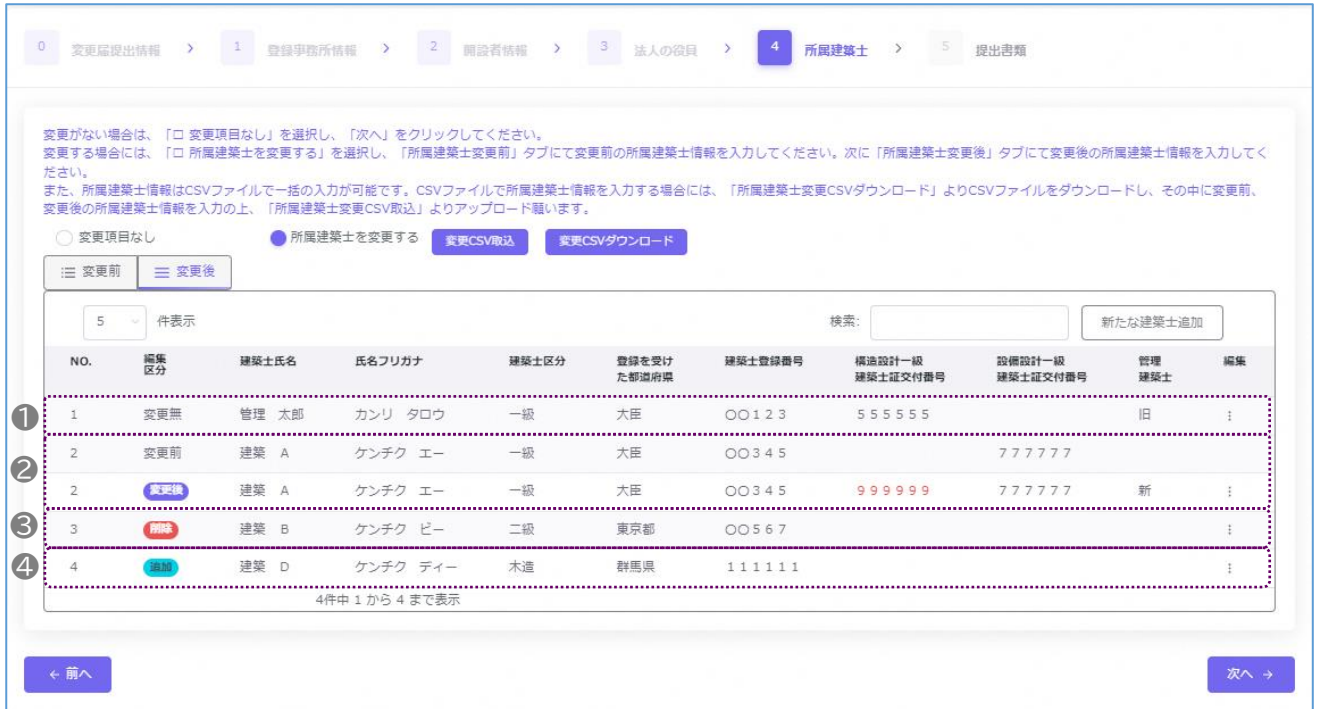 0 変更届提出情報 > 1 登録事務所情報 > 2 開設者情報 > 3 法人の役員 > 4 所属建築士 > 5 提出書類
変更がない場合は、「□ 変更項目なし」を選択し、「次へ」をクリックしてください。
変更する場合には、「□ 所属建築士を変更する」を選択し、「所属建築士変更前」タブにて変更前の所属建築士情報を入力してください。次に「所属建築士変更後」タブにて変更後の所属建築士情報を入力してく
ださい。
また、所属建築士情報はCSVファイルで一括の入力が可能です。CSVファイルで所属建築士情報を入力する場合には、「所属建築士変更CSVダウンロード」よりCSVファイルをダウンロードし、その中に変更前、
変更後の所属建築士情報を入力の上、「所属建築士変更CSV取込」よりアップロード願います。
変更項目なし 所属建築士を変更する 変更CSV取込 変更CSVダウンロード
変更前 変更後
5 件表示 検索: 新たな建築士追加
NO. 編集区分 建築士氏名 氏名フリガナ 建築士区分 登録を受けた都道府県 建築士登録番号 構造設計一級建築士証交付番号 設備設計一級建築士証交付番号 管理建築士 編集
❶ 1 変更無 管理 太郎 カンリ タロウ 一級 大臣 〇〇123 555555 旧 ⋮
❷ 2 変更前 建築 A ケンチク エー 一級 大臣 〇〇345 777777
2 変更後 建築 A ケンチク エー 一級 大臣 〇〇345 999999 777777 新 ⋮
❸ 3 削除 建築 B ケンチク ビー 二級 東京都 〇〇567 ⋮
❹ 4 追加 建築 D ケンチク ディー 木造 群馬県 111111 ⋮
4件中 1 から 4 まで表示
← 前へ 次へ →